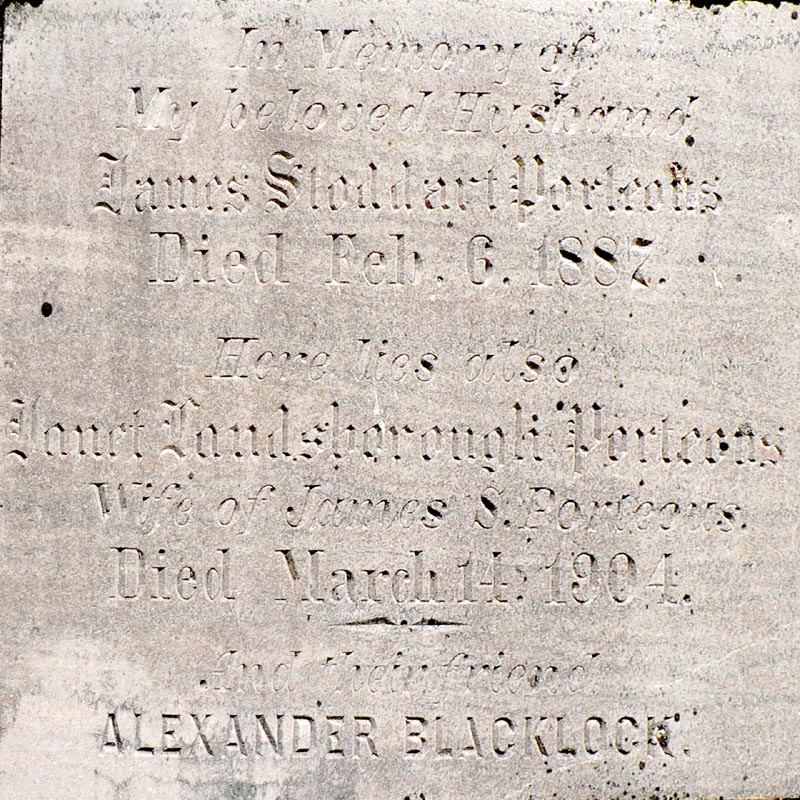 In Memory of
My beloved Husband
James Stoddart Porteous
Died Feb. 6. 1887.
Here lies also
Janet Landsborough Porteous
Wife of James S. Porteous.
Died March 14. 1904.
And their friend
ALEXANDER BLACKLOCK.